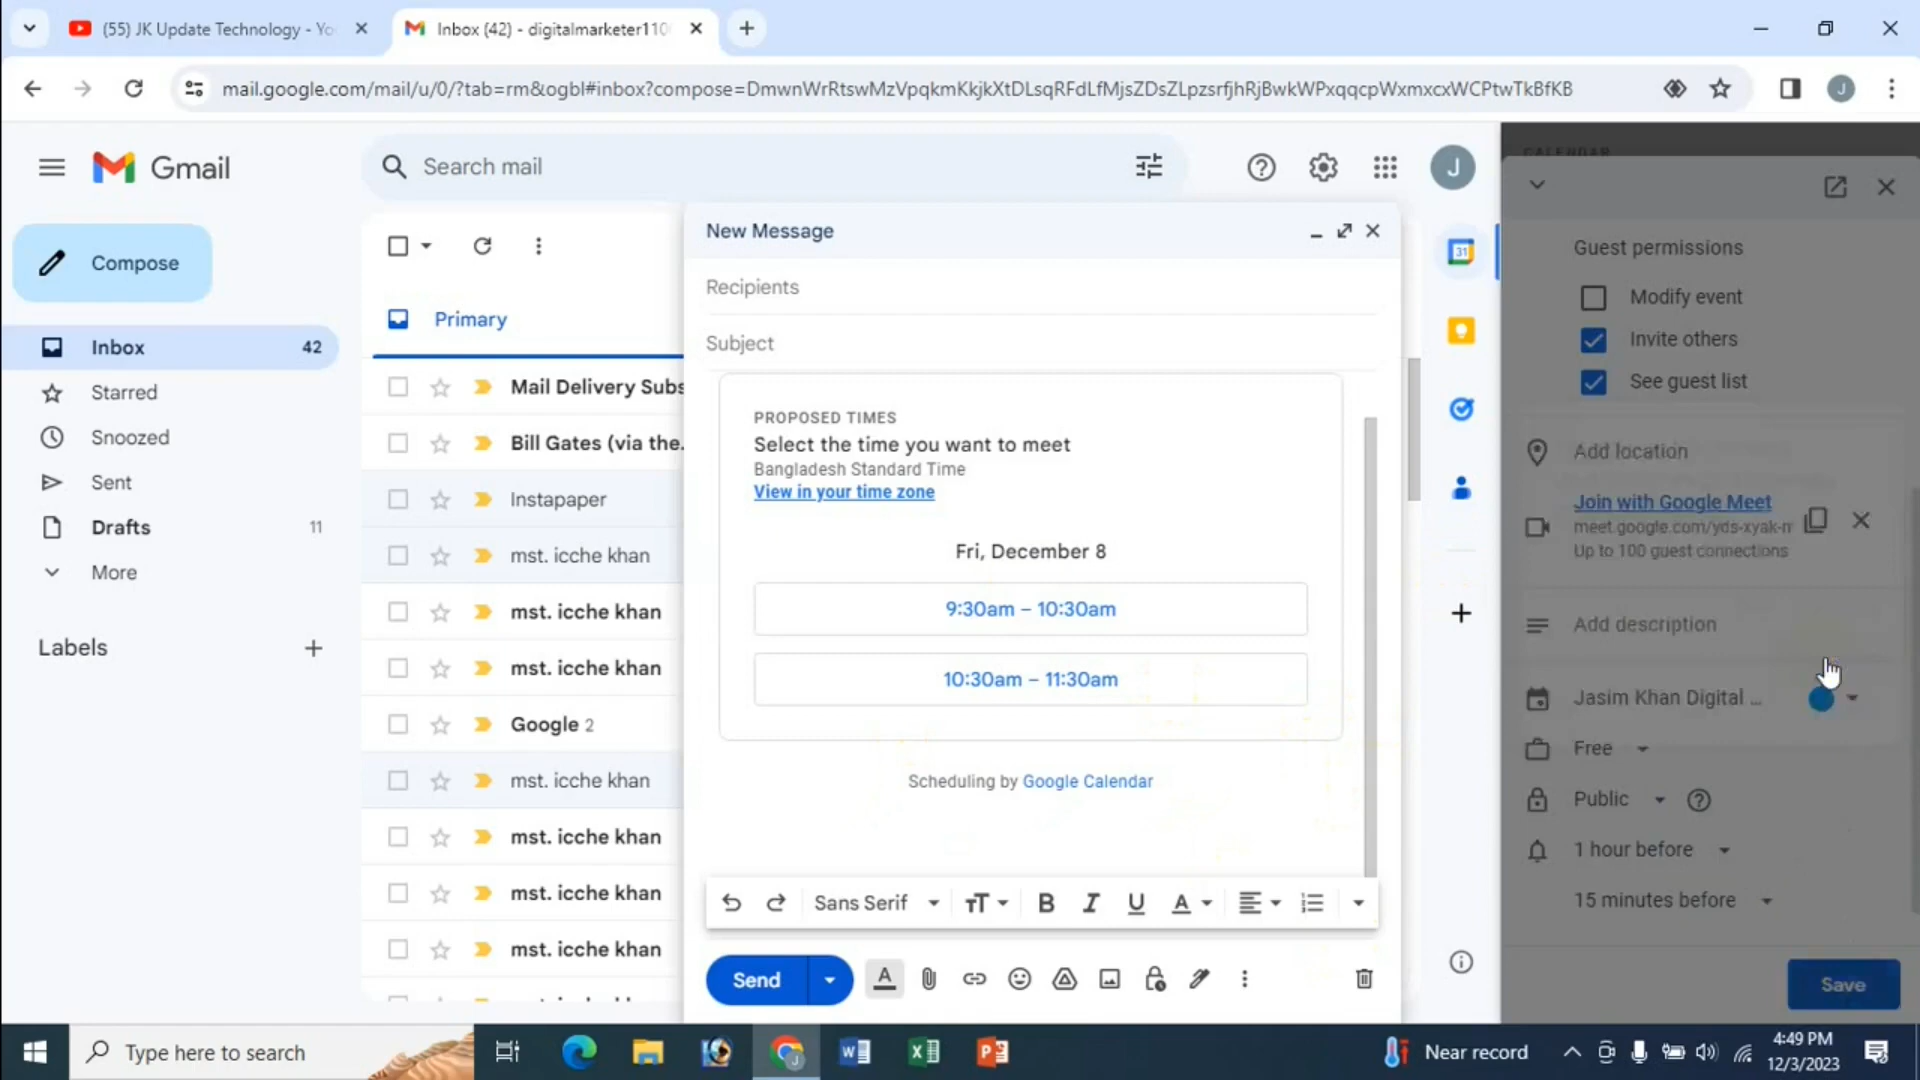 (55) JK Update Technology - Yo
Inbox (42) - digitalmarketer110
mail.google.com/mail/u/0/?tab=rm&ogbl#inbox?compose=DmwnWrRtswMzVpqkmKkjkXtDLsqRFdLfMjsZDsZLpzsrfjhRjBwkWPxqqcpWxmxcxWCPtwTkBfKB
J
Gmail
Search mail
J
CALENDAR
Compose
Inbox 42
Starred
Snoozed
Sent
Drafts 11
More
Labels
Primary
Mail Delivery Subs
Bill Gates (via the.
Instapaper
mst. icche khan
mst. icche khan
mst. icche khan
Google 2
mst. icche khan
mst. icche khan
mst. icche khan
mst. icche khan
New Message
Recipients
Subject
PROPOSED TIMES
Select the time you want to meet
Bangladesh Standard Time
View in your time zone
Fri, December 8
9:30am – 10:30am
10:30am – 11:30am
Scheduling by Google Calendar
Sans Serif
Send
31
Guest permissions
Modify event
Invite others
See guest list
Add location
Join with Google Meet
meet.google.com/yds-xyak-n
Up to 100 guest connections
Add description
Jasim Khan Digital ...
Free
Public
1 hour before
15 minutes before
Save
Type here to search
Near record
4:49 PM
12/3/2023